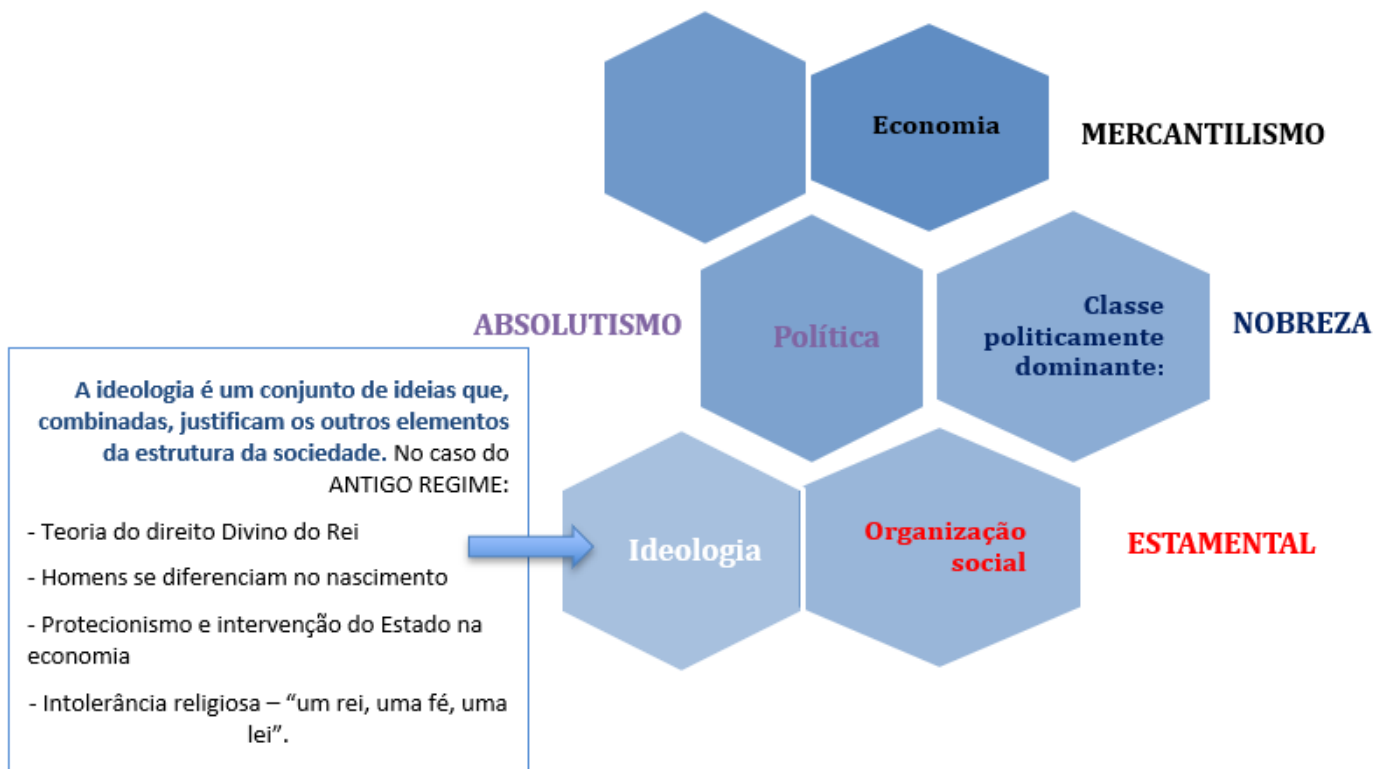 Economia
MERCANTILISMO
ABSOLUTISMO
Política
Classe
politicamente
dominante:
NOBREZA
A ideologia é um conjunto de ideias que,
combinadas, justificam os outros elementos
da estrutura da sociedade. No caso do
ANTIGO REGIME:
- Teoria do direito Divino do Rei
- Homens se diferenciam no nascimento
- Protecionismo e intervenção do Estado na
economia
- Intolerância religiosa – “um rei, uma fé, uma
lei”.
Ideologia
Organização
social
ESTAMENTAL